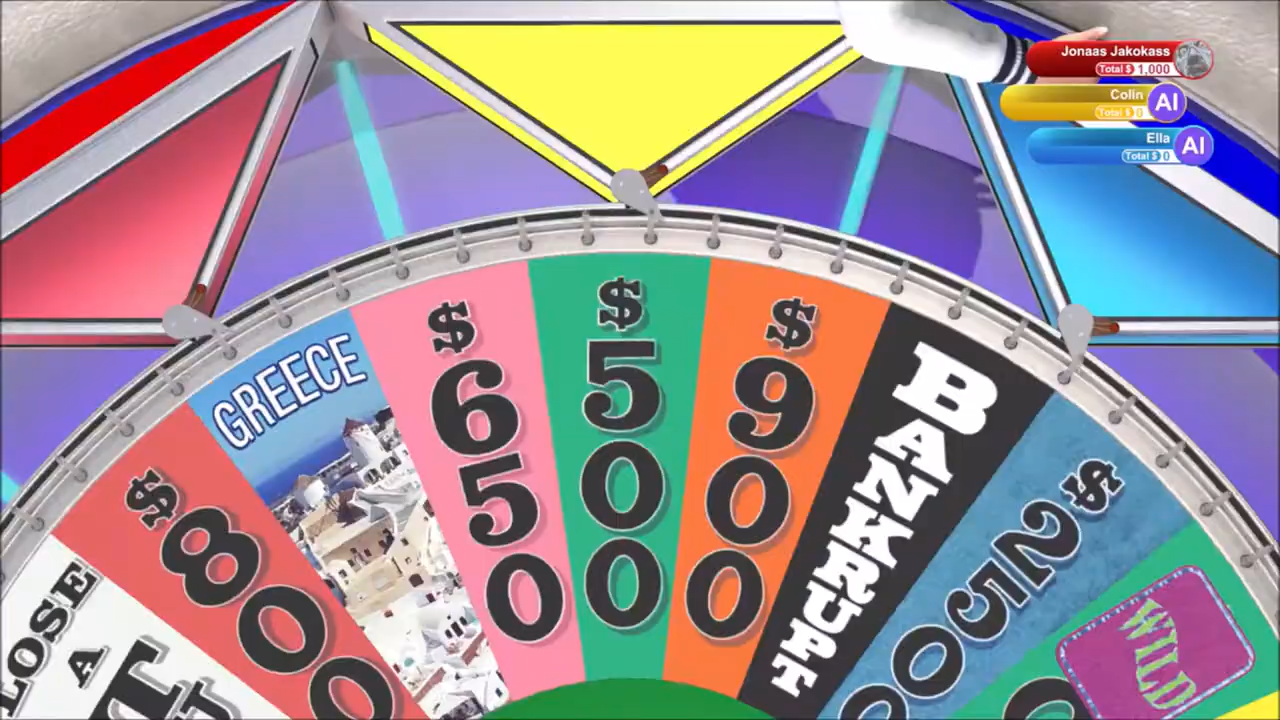 Jonaas Jakokass
Total $ 1,000
Colin
AI
Total $ 0
Ella
AI
Total $ 0
LOSE
A
T
$800
GREECE
$650
$500
$900
BANKRUPT
$2500
WILD